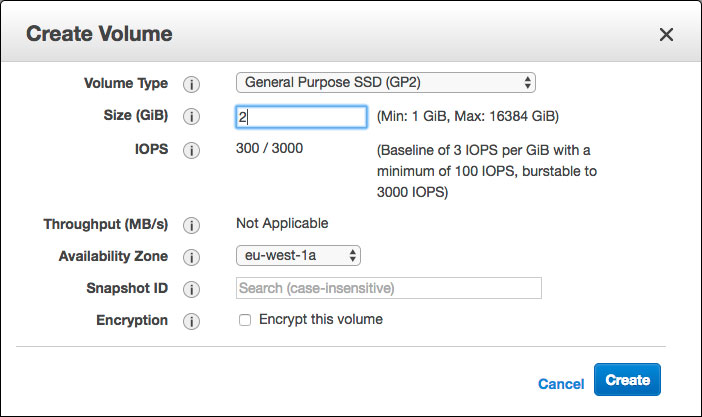 Create Volume
Volume Type i General Purpose SSD (GP2)
Size (GiB) i 2 (Min: 1 GiB, Max: 16384 GiB)
IOPS i 300 / 3000 (Baseline of 3 IOPS per GiB with a
minimum of 100 IOPS, burstable to
3000 IOPS)
Throughput (MB/s) i Not Applicable
Availability Zone i eu-west-1a
Snapshot ID i Search (case-insensitive)
Encryption i Encrypt this volume
Cancel Create